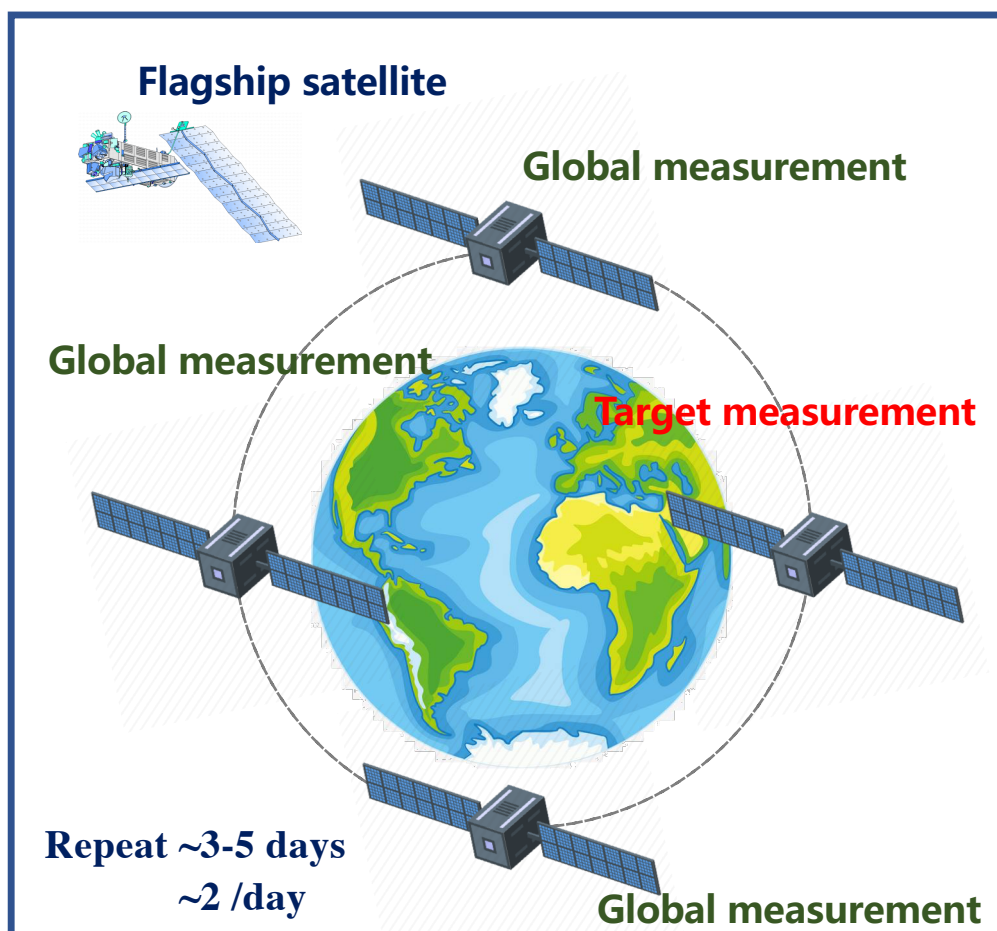 Flagship satellite
Global measurement
Global measurement
Target measurement
Repeat ~3-5 days
~2 /day
Global measurement